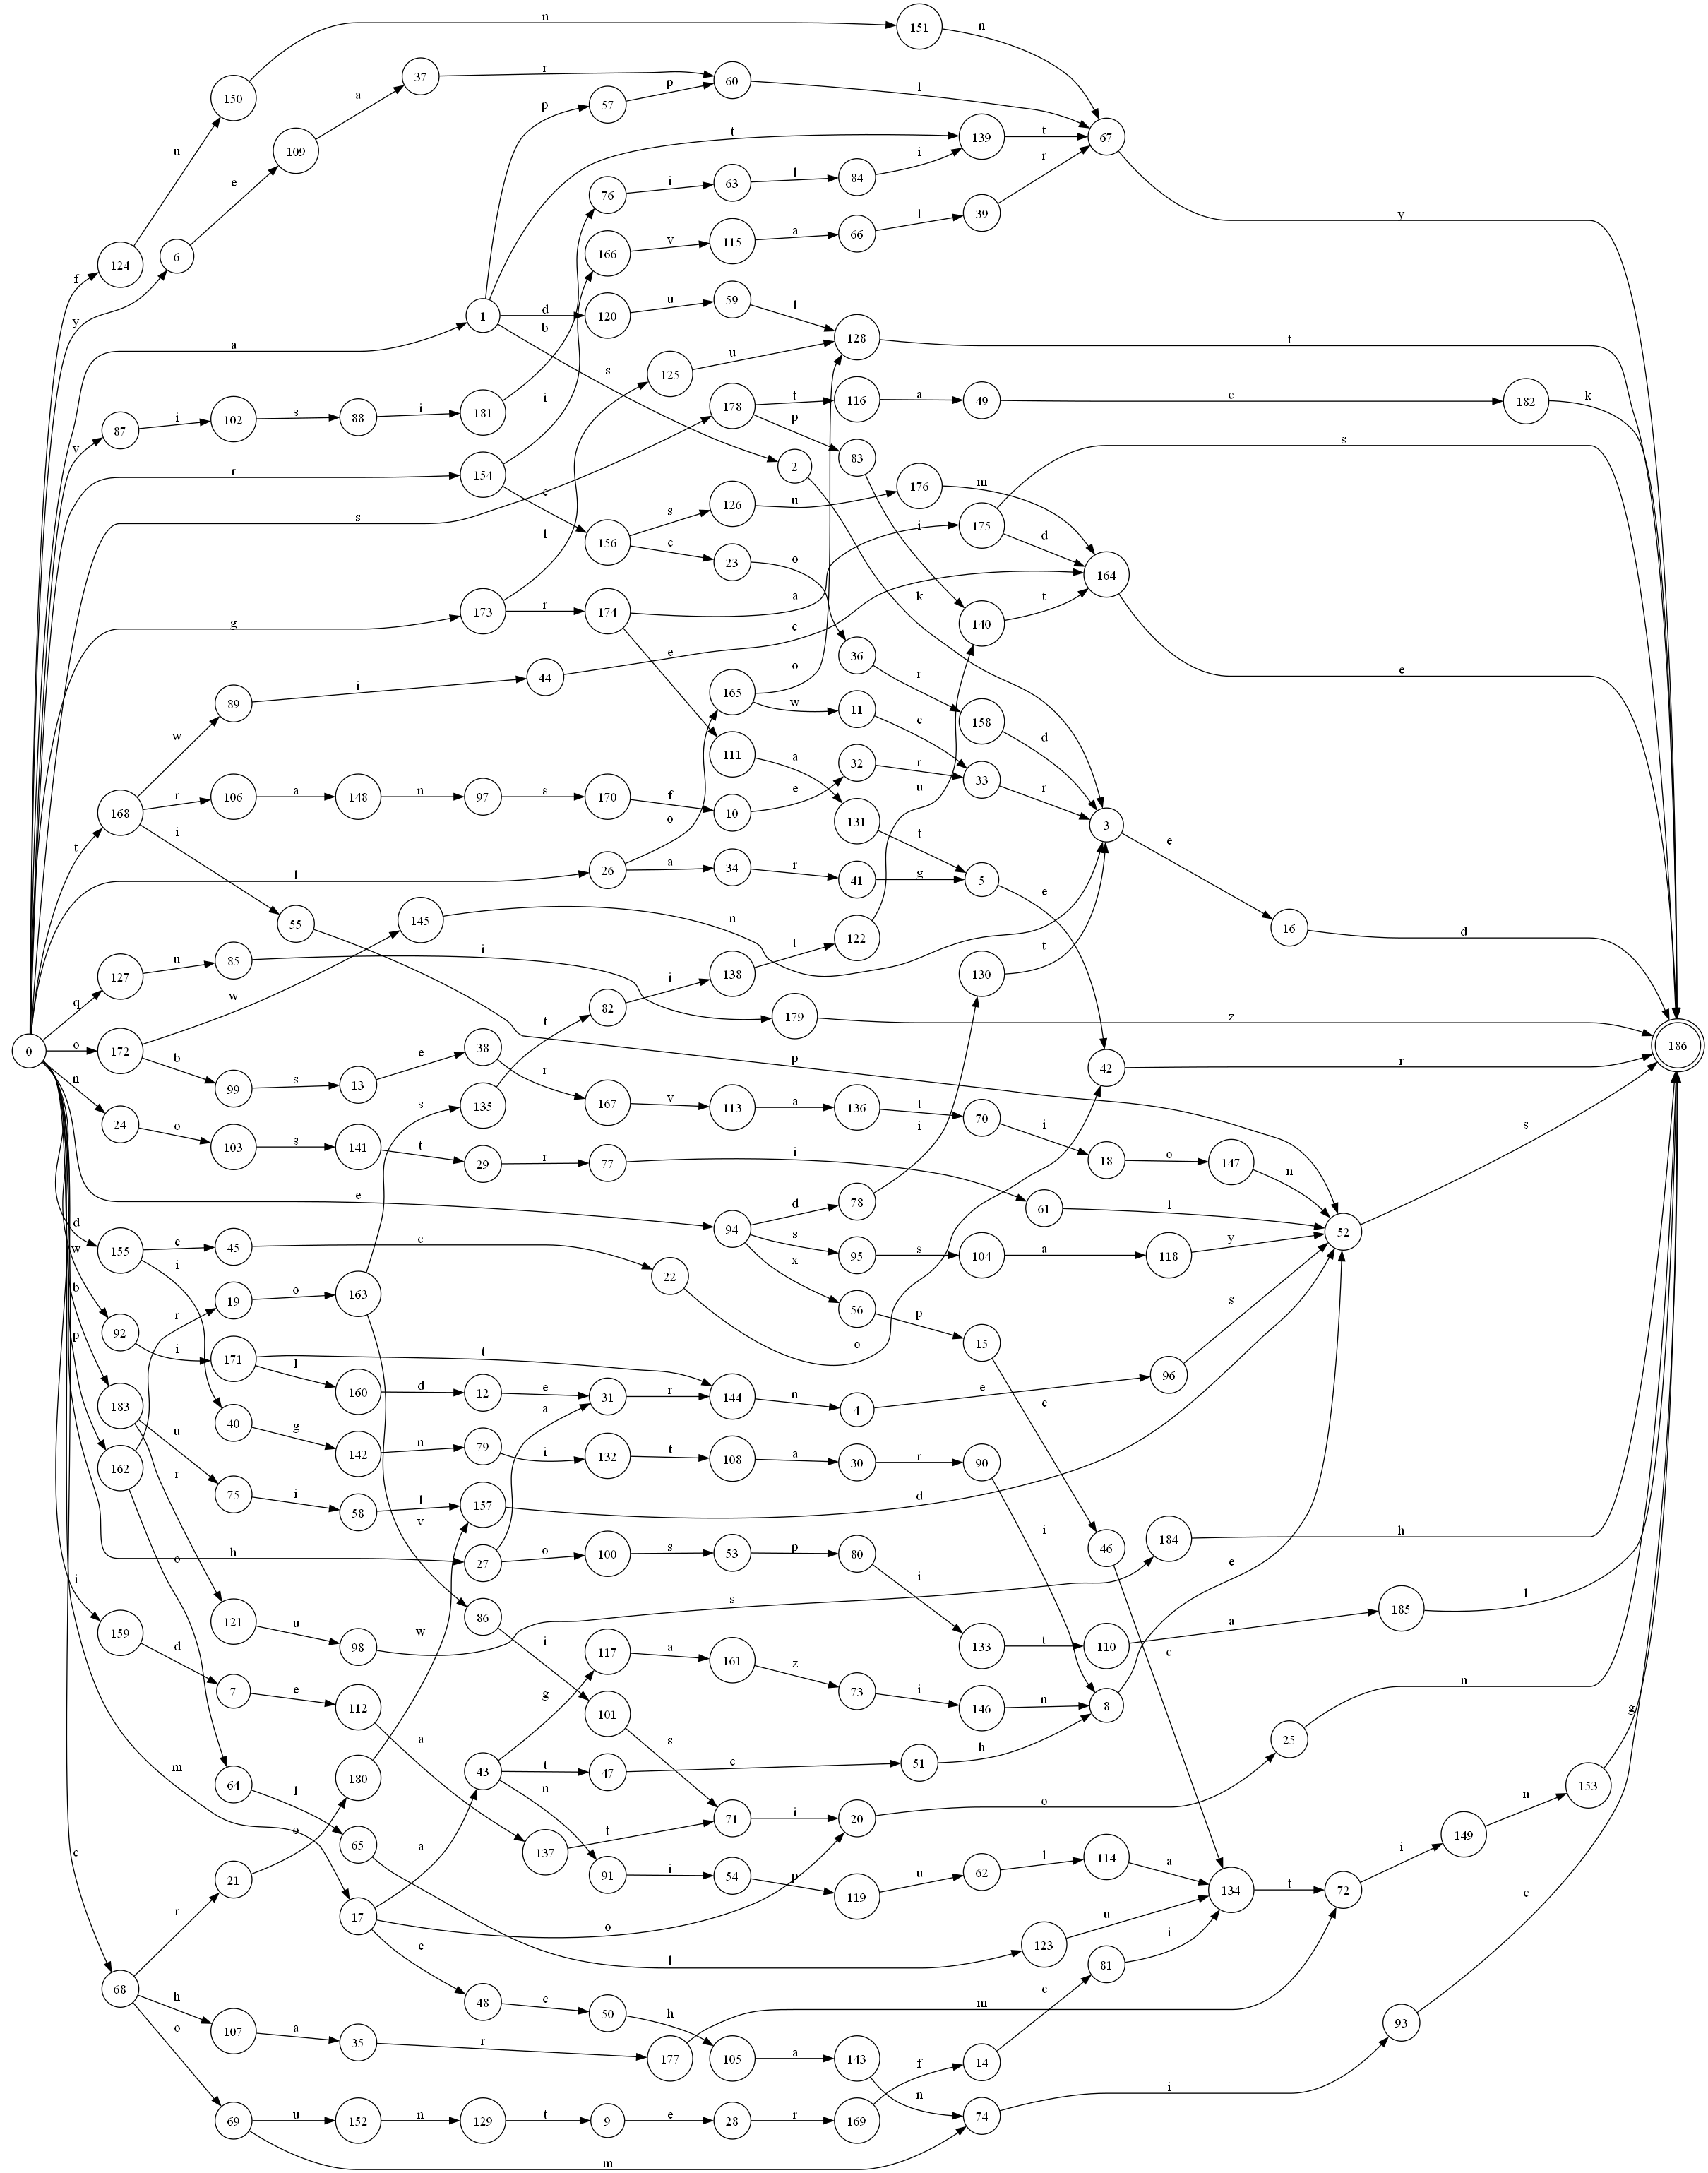 n 151 n
37 r 60 l
150 a 57 p p
u 109 t 139 t 67
e 76 i 63 l 84 i r
f 124 6 166 v 115 a 66 l 39 y
y a 1 d 120 u 59 l 128 t
b 125 u
v 87 i 102 s 88 i 181 i s 178 t 116 a 49 c 182 k
r 154 e p 83 s
s 156 s 126 u 176 m
l c 23 o i 175 d 164
g 173 r 174 a k 140 t
89 i 44 e c 36 r e
w 165 o w 11 e 158 d
168 r 106 a 148 n 97 s 170 f 10 e 32 r 33 r 3
t i 111 a 131 t e
l 26 o a 34 r 41 g 5 e 16 d
55 145 n 138 t 122 u
q 127 u 85 i 130 t
w 82 i 179 z
0 o 172 b 99 s 13 e 38 t p 42 r 186
n 24 o 103 s 141 t 135 r 167 v 113 a 136 t 70 i 18 o 147 n s
s 29 r 77 i i 61 l 52
e 94 d 78
d 155 e 45 c 22 s 95 s 104 a 118 y
w i 19 o 163 x 56 p 15
b 92 r i 171 t o e 96 s
p l 160 d 12 e 31 r 144 n 4 e
183 40 g 142 n 79 i 132 t 108 a 30 r 90
162 u 75 i 58 l 157 a d
r v i
o h 27 o 100 s 53 p 80 46 184 h
i 159 121 u 98 86 s i 185 l
d 7 e 112 w i 117 a 161 z 133 t 110 a e
a g 101 s 73 i 146 n 8 c
m 64 l 180 43 t 47 c 51 h 25 n
o 65 137 t n 71 i 20 o 153 g
c 21 a 91 i 54 p 119 u 62 l 114 a 134 t 72 i 149 n
r 17 o l 123 u c
68 h 107 e 48 c 50 h 81 i
o a 35 r 177 m e 93
105 a 143 f 14
69 u 152 n 129 t 9 e 28 r 169 n 74 i
m